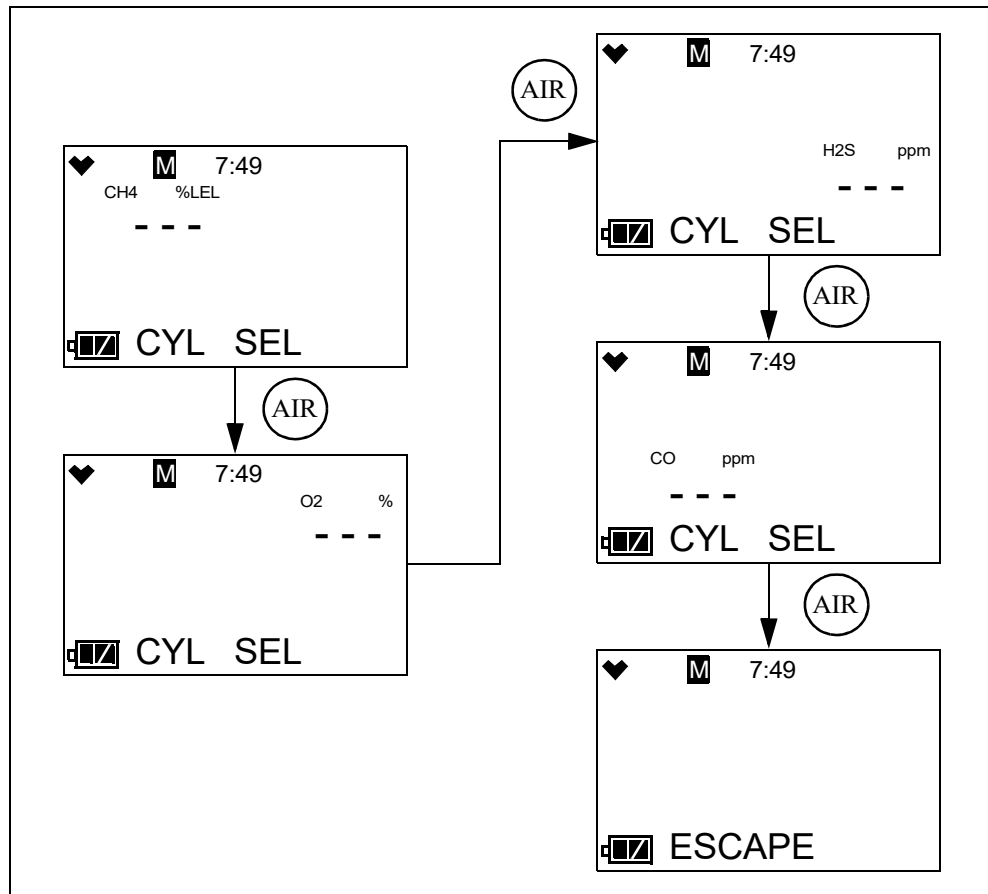 M 7:49
CH4 %LEL
- - -
CYL SEL
AIR
M 7:49
O2 %
- - -
CYL SEL
AIR
M 7:49
H2S ppm
- - -
CYL SEL
AIR
M 7:49
CO ppm
- - -
CYL SEL
AIR
M 7:49
ESCAPE